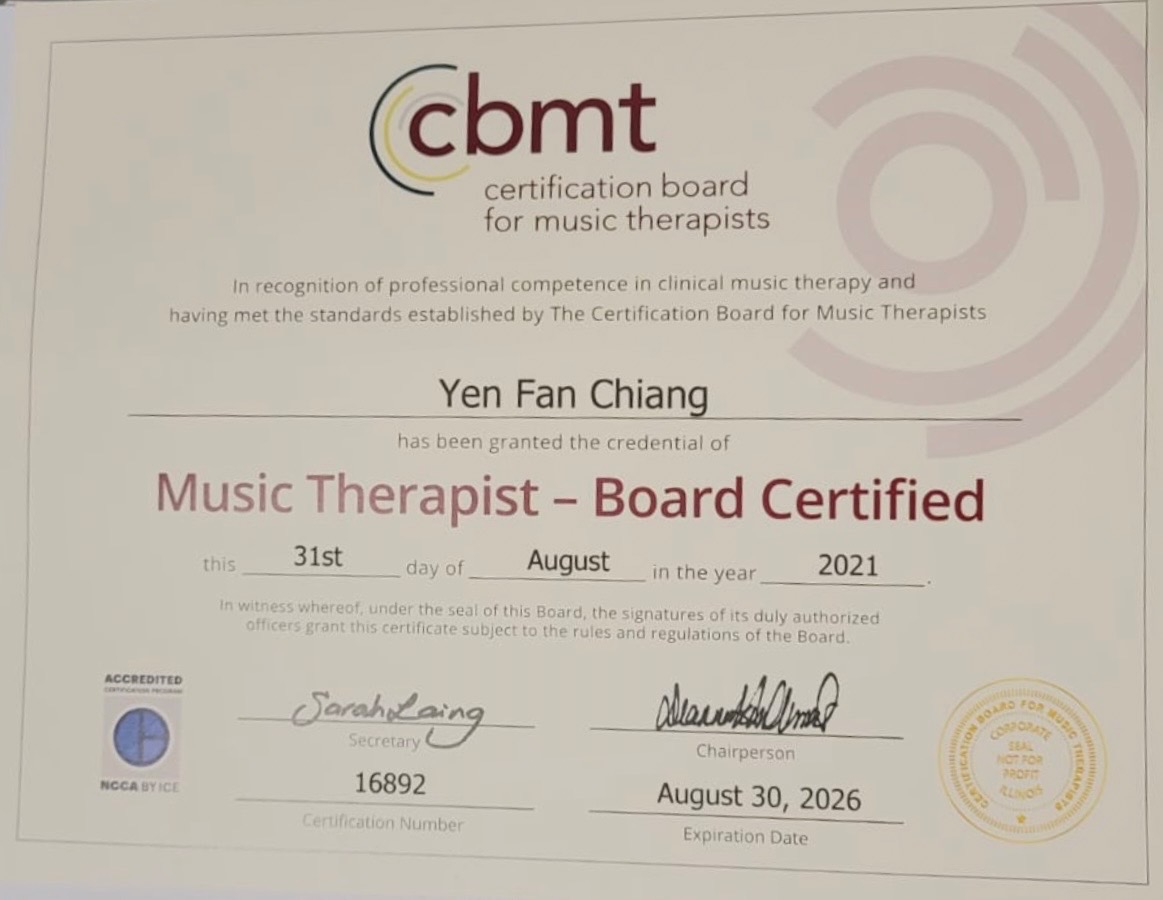 cbmt
certification board
for music therapists
In recognition of professional competence in clinical music therapy and
having met the standards established by The Certification Board for Music Therapists
Yen Fan Chiang
has been granted the credential of
Music Therapist – Board Certified
this 31st day of August in the year 2021.
In witness whereof, under the seal of this Board, the signatures of its duly authorized
officers grant this certificate subject to the rules and regulations of the Board.
ACCREDITED
CERTIFICATION PROGRAM
NCCA BY ICE
Sarah Laing
Secretary
Chairperson
16892
Certification Number
August 30, 2026
Expiration Date
CERTIFICATION BOARD FOR MUSIC THERAPISTS
CORPORATE
SEAL
NOT FOR
PROFIT
ILLINOIS